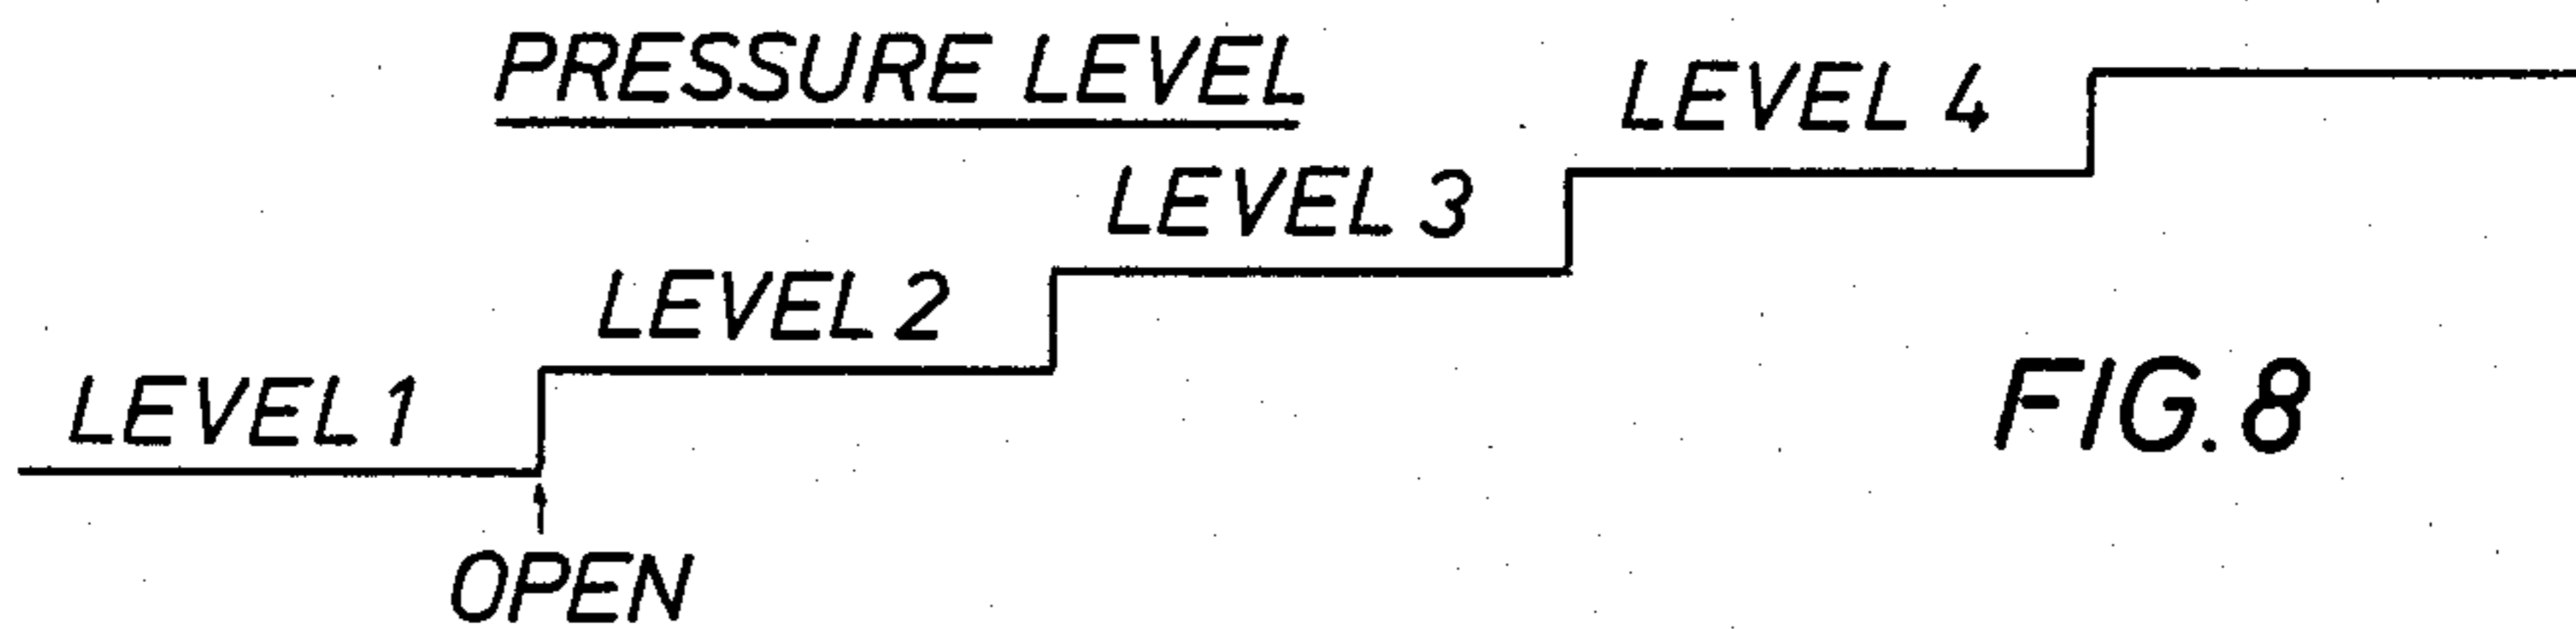 PRESSURE LEVEL
LEVEL 4
LEVEL 3
LEVEL 2
LEVEL 1
OPEN
FIG. 8